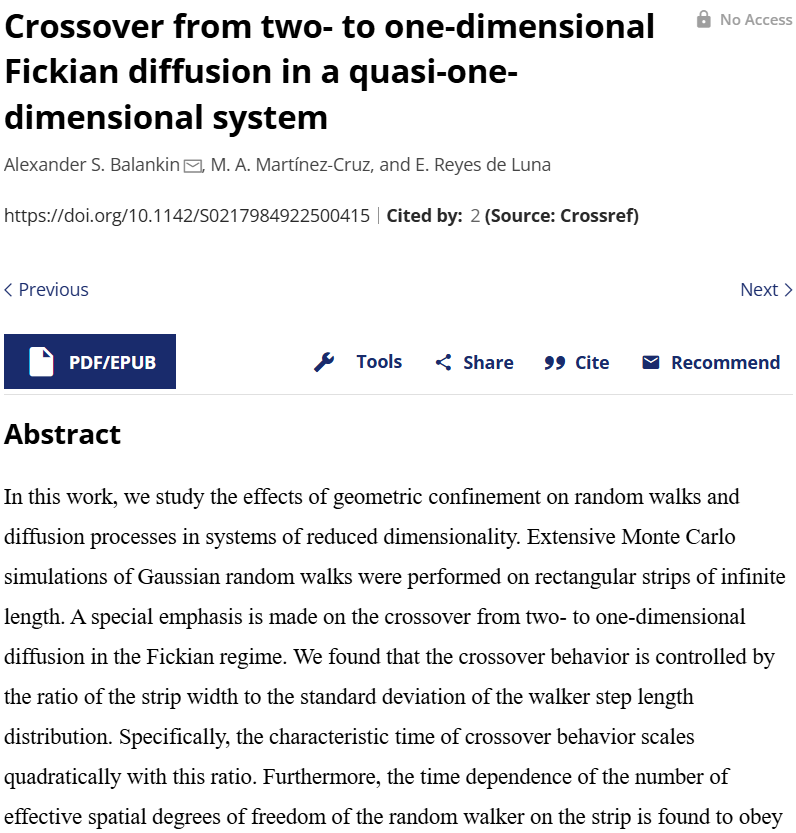 Crossover from two- to one-dimensional
Fickian diffusion in a quasi-one-
dimensional system
No Access
Alexander S. Balankin, M. A. Martínez-Cruz, and E. Reyes de Luna
https://doi.org/10.1142/S0217984922500415 | Cited by: 2 (Source: Crossref)
< Previous
Next >
PDF/EPUB
Tools
Share
Cite
Recommend
Abstract
In this work, we study the effects of geometric confinement on random walks and
diffusion processes in systems of reduced dimensionality. Extensive Monte Carlo
simulations of Gaussian random walks were performed on rectangular strips of infinite
length. A special emphasis is made on the crossover from two- to one-dimensional
diffusion in the Fickian regime. We found that the crossover behavior is controlled by
the ratio of the strip width to the standard deviation of the walker step length
distribution. Specifically, the characteristic time of crossover behavior scales
quadratically with this ratio. Furthermore, the time dependence of the number of
effective spatial degrees of freedom of the random walker on the strip is found to obey